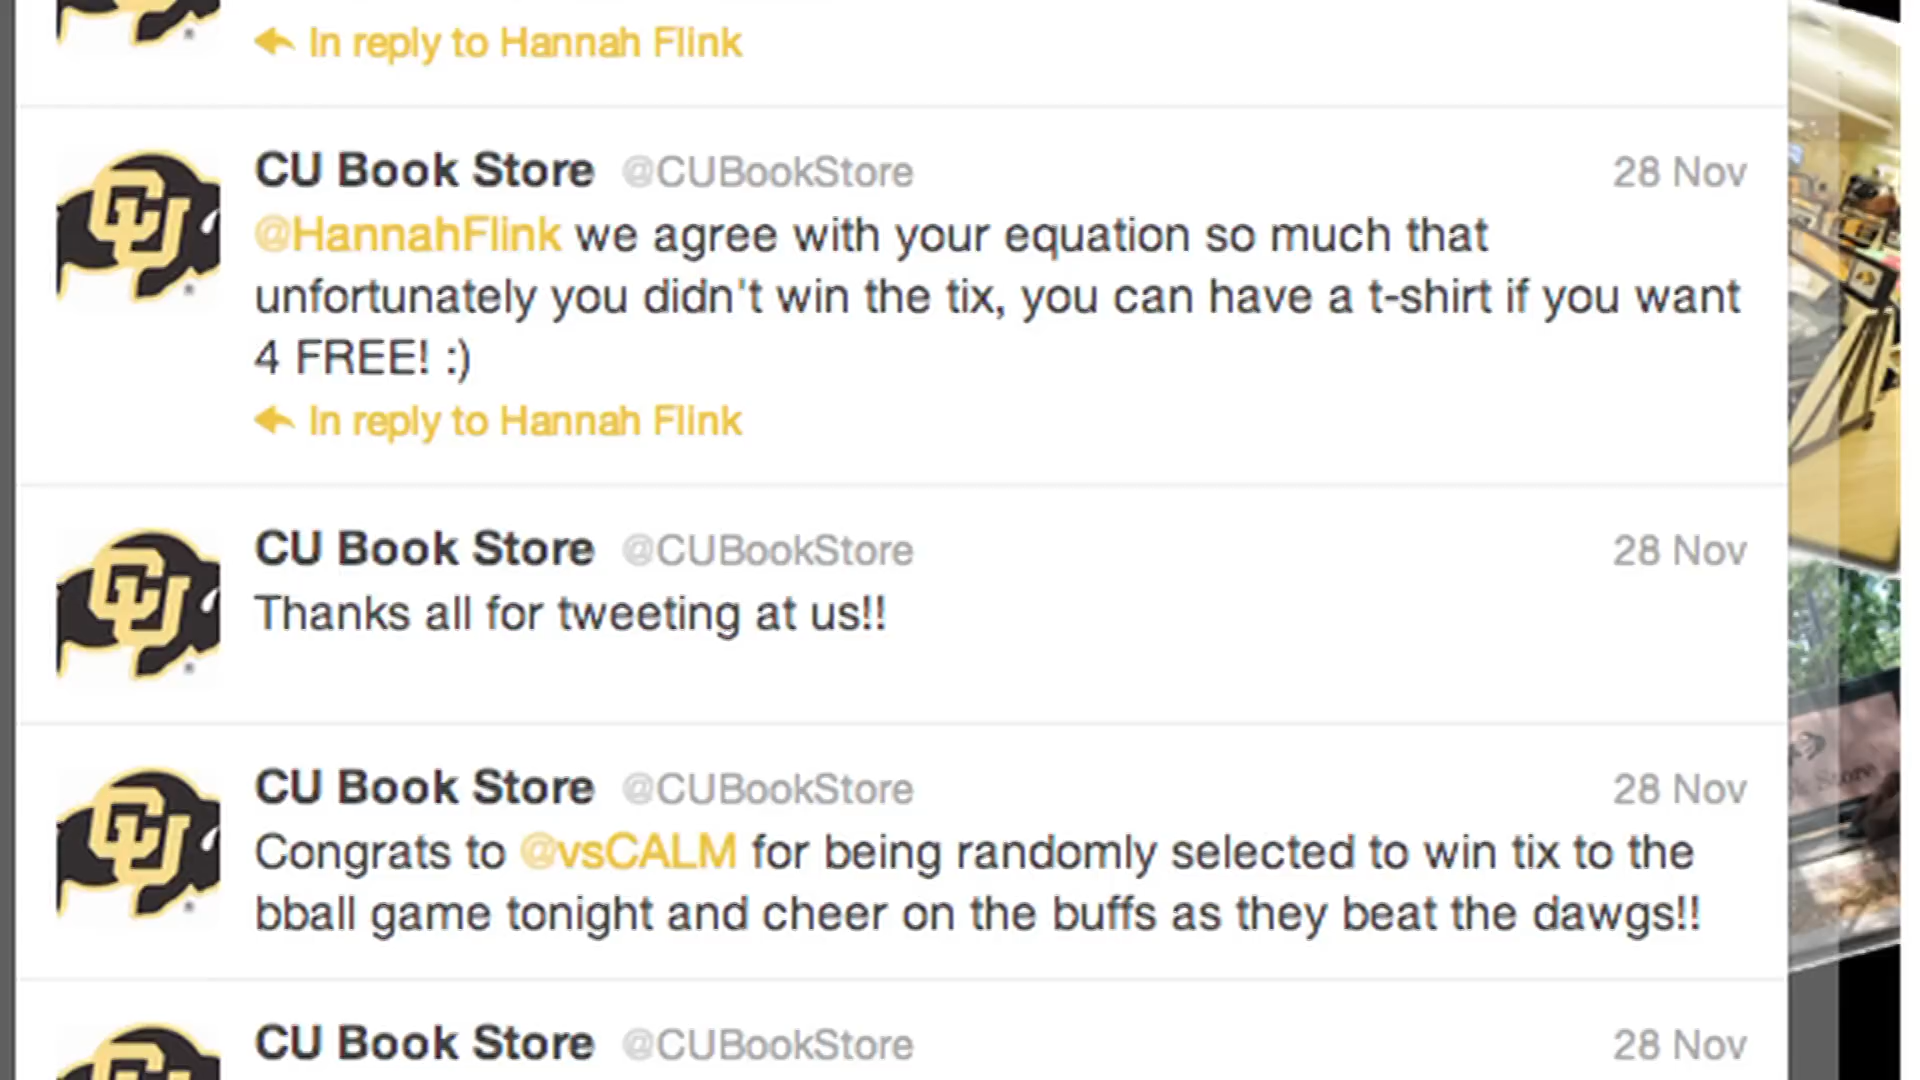 In reply to Hannah Flink
CU Book Store @CUBookStore 28 Nov
@HannahFlink we agree with your equation so much that
unfortunately you didn't win the tix, you can have a t-shirt if you want
4 FREE! :)
In reply to Hannah Flink
CU Book Store @CUBookStore 28 Nov
Thanks all for tweeting at us!!
CU Book Store @CUBookStore 28 Nov
Congrats to @vsCALM for being randomly selected to win tix to the
bball game tonight and cheer on the buffs as they beat the dawgs!!
CU Book Store @CUBookStore 28 Nov
CU
CU
CU
Store